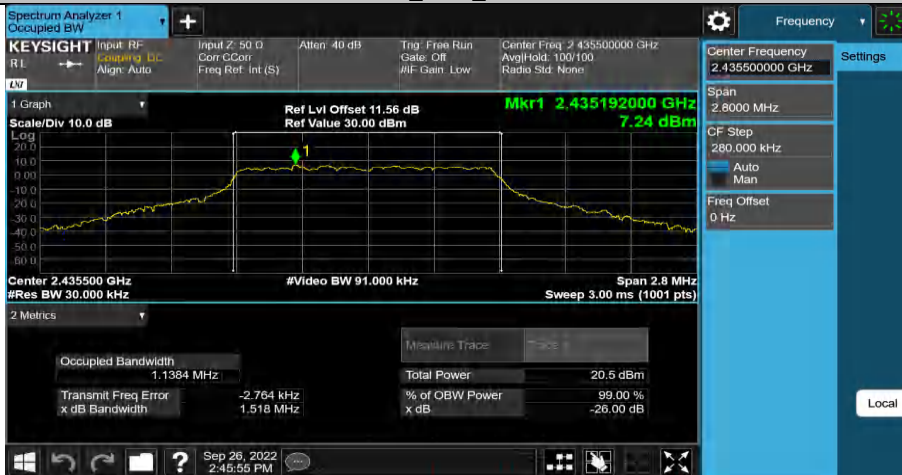 Spectrum Analyzer 1
Occupied BW
Frequency
KEYSIGHT
RL
Input: RF
Coupling: DC
Align: Auto
Input Z: 50 Ω
Corr CCorr
Freq Ref: Int (S)
Atten: 40 dB
Trig: Free Run
Gate: Off
#IF Gain: Low
Center Freq: 2.435500000 GHz
Avg|Hold: 100/100
Radio Std: None
LNI
1 Graph
Scale/Div 10.0 dB
Ref Lvl Offset 11.56 dB
Ref Value 30.00 dBm
Mkr1 2.435192000 GHz
7.24 dBm
Log
20.0
10.0
0.00
-10.0
-20.0
-30.0
-40.0
-50.0
-60.0
1
Center 2.435500 GHz
#Res BW 30.000 kHz
#Video BW 91.000 kHz
Span 2.8 MHz
Sweep 3.00 ms (1001 pts)
2 Metrics
Measure Trace
Occupied Bandwidth
1.1384 MHz
Total Power
20.5 dBm
Transmit Freq Error
-2.764 kHz
% of OBW Power
99.00 %
x dB Bandwidth
1.518 MHz
x dB
-26.00 dB
Center Frequency
2.435500000 GHz
Settings
Span
2.8000 MHz
CF Step
280.000 kHz
Auto
Man
Freq Offset
0 Hz
Local
?
Sep 26, 2022
2:45:55 PM